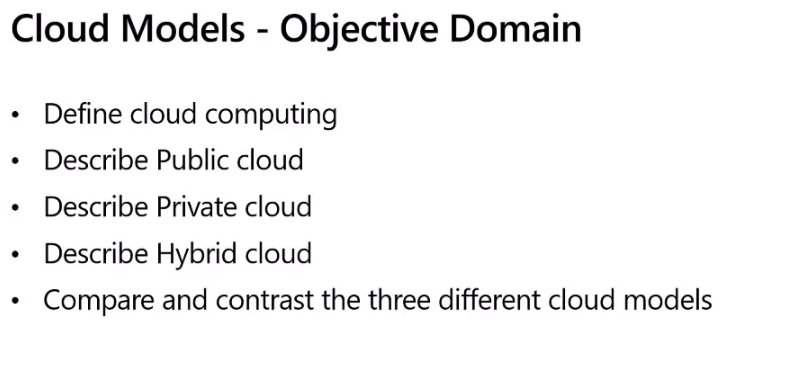 Cloud Models - Objective Domain
• Define cloud computing
• Describe Public cloud
• Describe Private cloud
• Describe Hybrid cloud
• Compare and contrast the three different cloud models